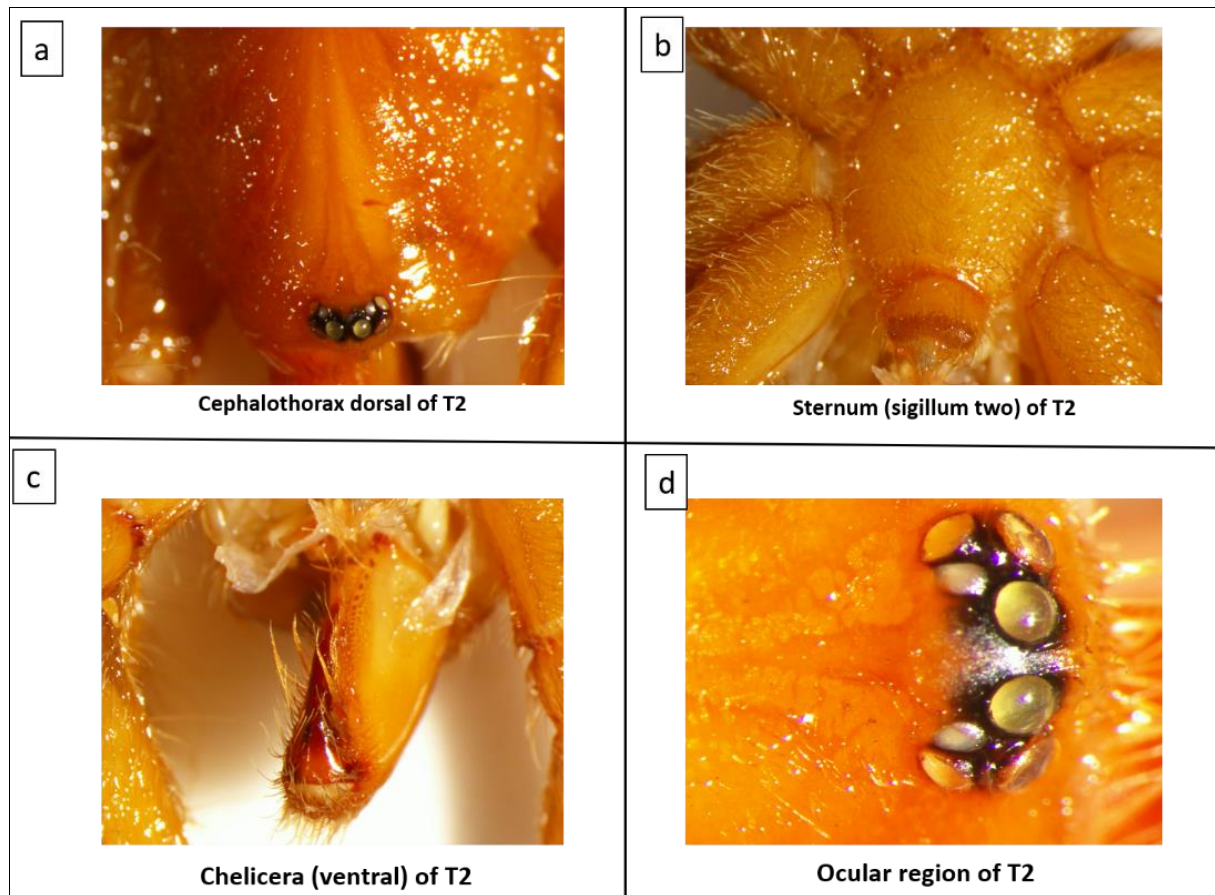 a
Cephalothorax dorsal of T2
b
Sternum (sigillum two) of T2
c
Chelicera (ventral) of T2
d
Ocular region of T2